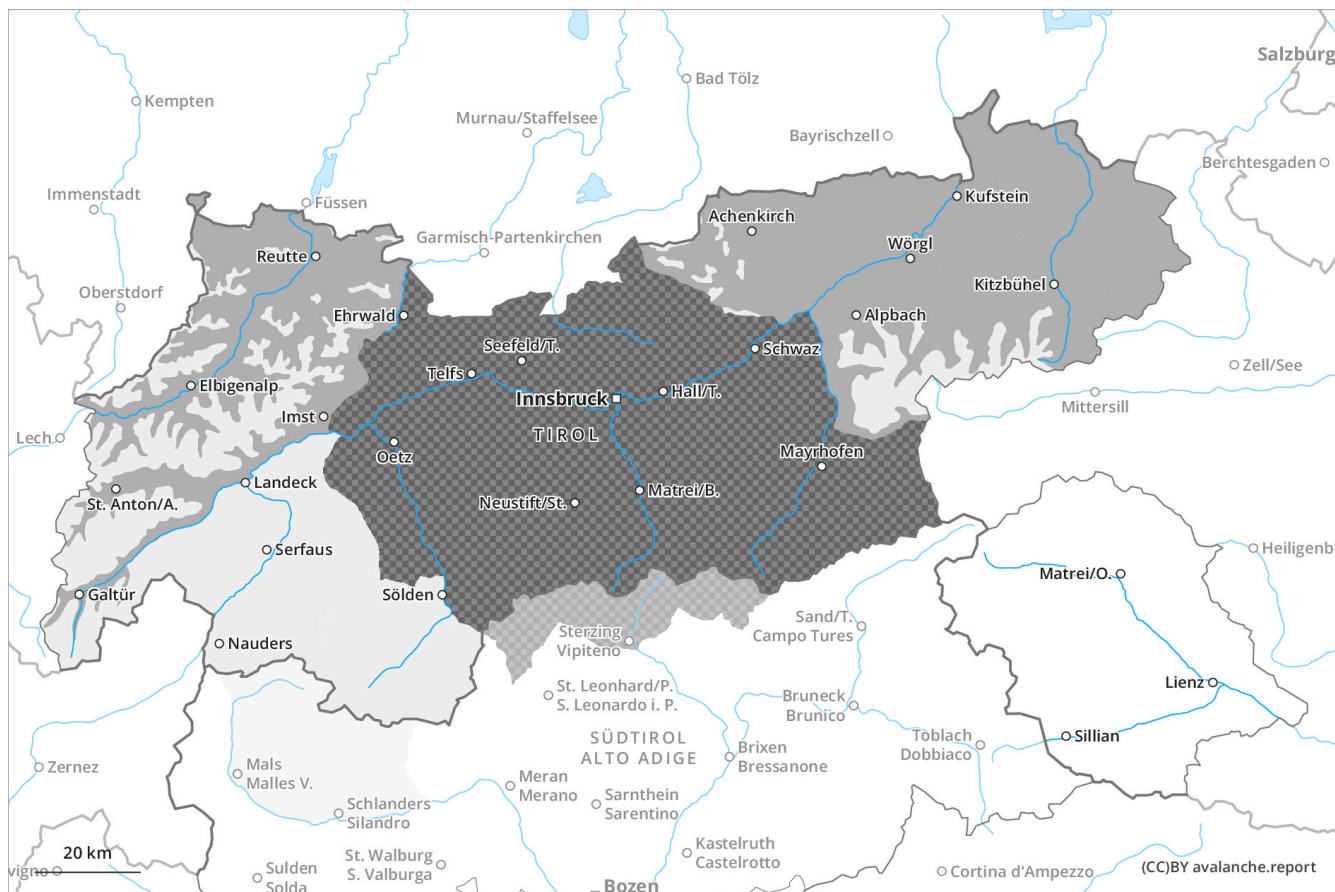 Salzburg
Kempten
Bad Tölz
Murnau/Staffelsee
Bayrischzell
Berchtesgaden
Immenstadt
Füssen
Kufstein
Achenkirch
Garmisch-Partenkirchen
Wörgl
Reutte
Kitzbühel
Oberstdorf
Ehrwald
Alpbach
Seefeld/T.
Schwaz
Telfs
Zell/See
Elbigenalp
Innsbruck
Hall/T.
Mittersill
Imst
Lech
TIROL
Oetz
Mayrhofen
Landeck
St. Anton/A.
Neustift/St.
Matrei/B.
Serfaus
Heiligenb
Matrei/O.
Galtür
Sölden
Sand/T.
Campo Tures
Sterzing
Vipiteno
Nauders
St. Leonhard/P.
S. Leonardo i. P.
Lienz
Bruneck
Brunico
Sillian
Toblach
Dobbiaco
SÜDTIROL
ALTO ADIGE
Brixen
Bressanone
Zernez
Mals
Malles V.
Meran
Merano
Schlanders
Silandro
Sarnthein
Sarentino
20 km
Kastelruth
Castelrotto
St. Walburg
S. Valburga
vigno
Sulden
Solda
Cortina d'Ampezzo
(CC)BY avalanche.report
Bozen